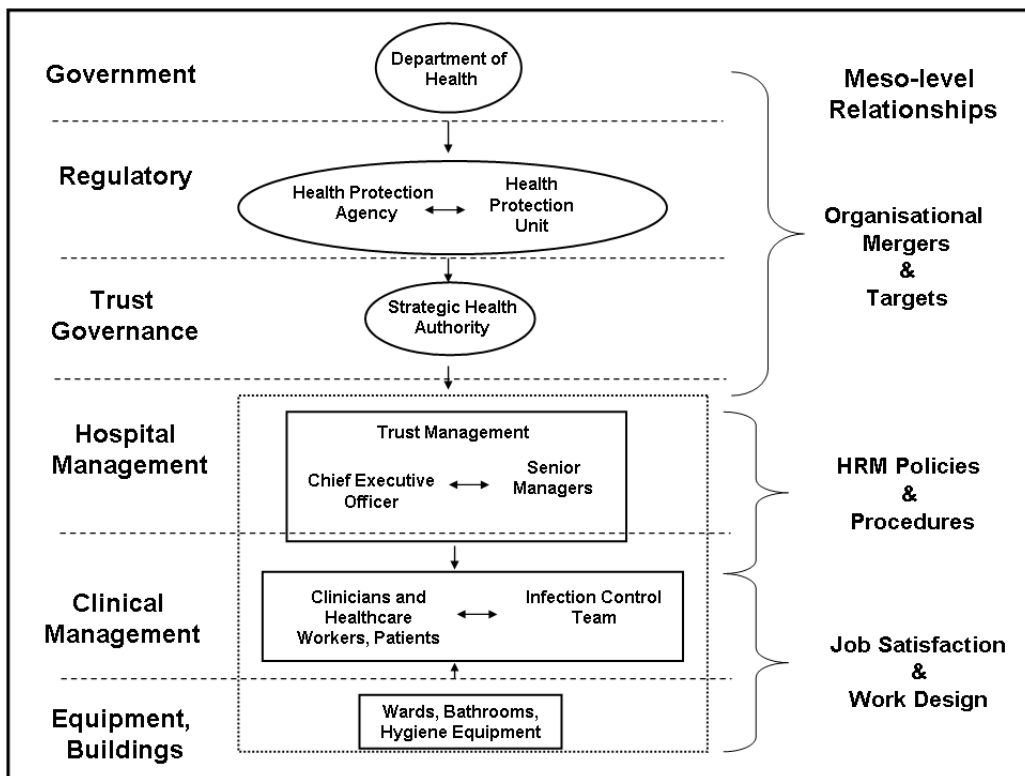 Government
Department of
Health
Meso-level
Relationships
Regulatory
Health Protection
Agency
Health
Protection
Unit
Organisational
Mergers
&
Targets
Trust
Governance
Strategic Health
Authority
Hospital
Management
Trust Management
Chief Executive
Officer
Senior
Managers
HRM Policies
&
Procedures
Clinical
Management
Clinicians and
Healthcare
Workers, Patients
Infection Control
Team
Job Satisfaction
&
Work Design
Equipment,
Buildings
Wards, Bathrooms,
Hygiene Equipment